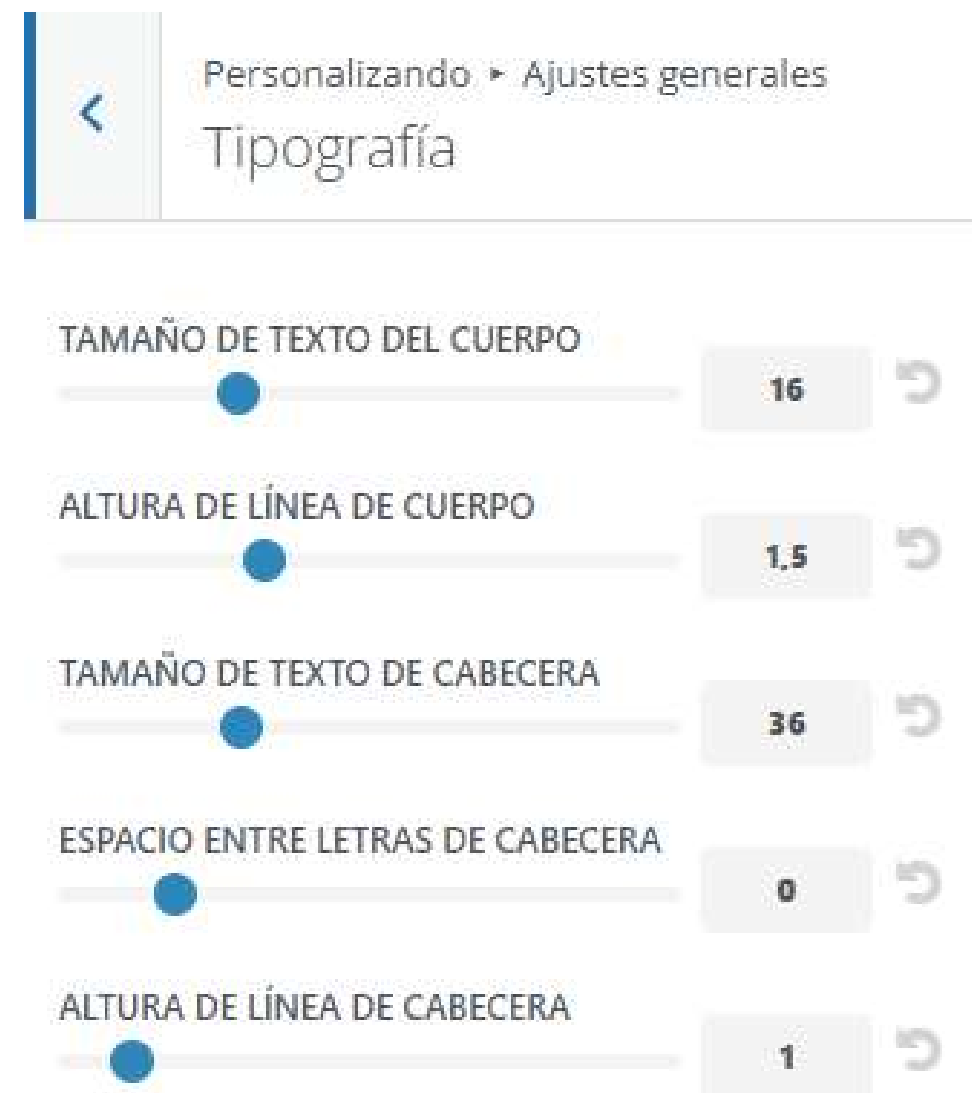 Personalizando ▸ Ajustes generales
Tipografía
TAMAÑO DE TEXTO DEL CUERPO
16
ALTURA DE LÍNEA DE CUERPO
1.5
TAMAÑO DE TEXTO DE CABECERA
36
ESPACIO ENTRE LETRAS DE CABECERA
0
ALTURA DE LÍNEA DE CABECERA
1